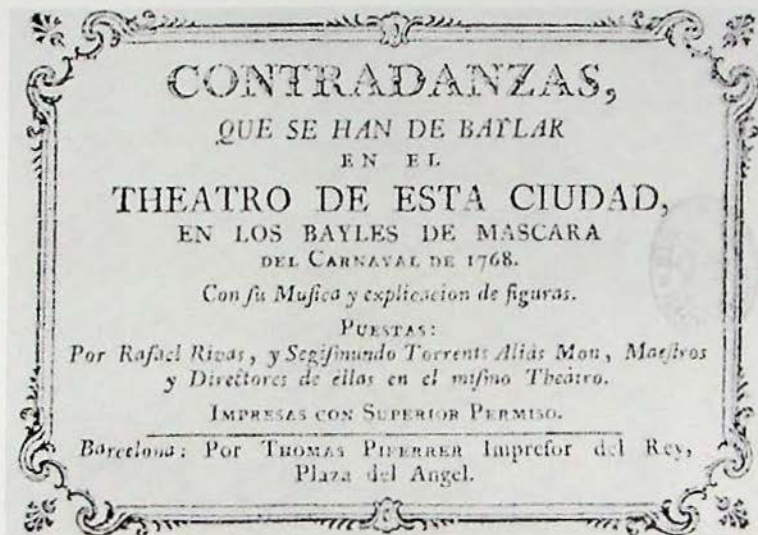 CONTRADANZAS,
QUE SE HAN DE BAYLAR
EN EL
THEATRO DE ESTA CIUDAD,
EN LOS BAYLES DE MASCARA
DEL CARNAVAL DE 1768.
Con ſu Muſica y explicacion de figuras.
PUESTAS:
Por Rafael Rivas, y Segiſmundo Torrents Aliàs Mon, Maeſtros
y Directores de ellas en el miſmo Theatro.
IMPRESAS CON SUPERIOR PERMISO.
Barcelona: Por THOMAS PIFERRER Impreſor del Rey,
Plaza del Angel.